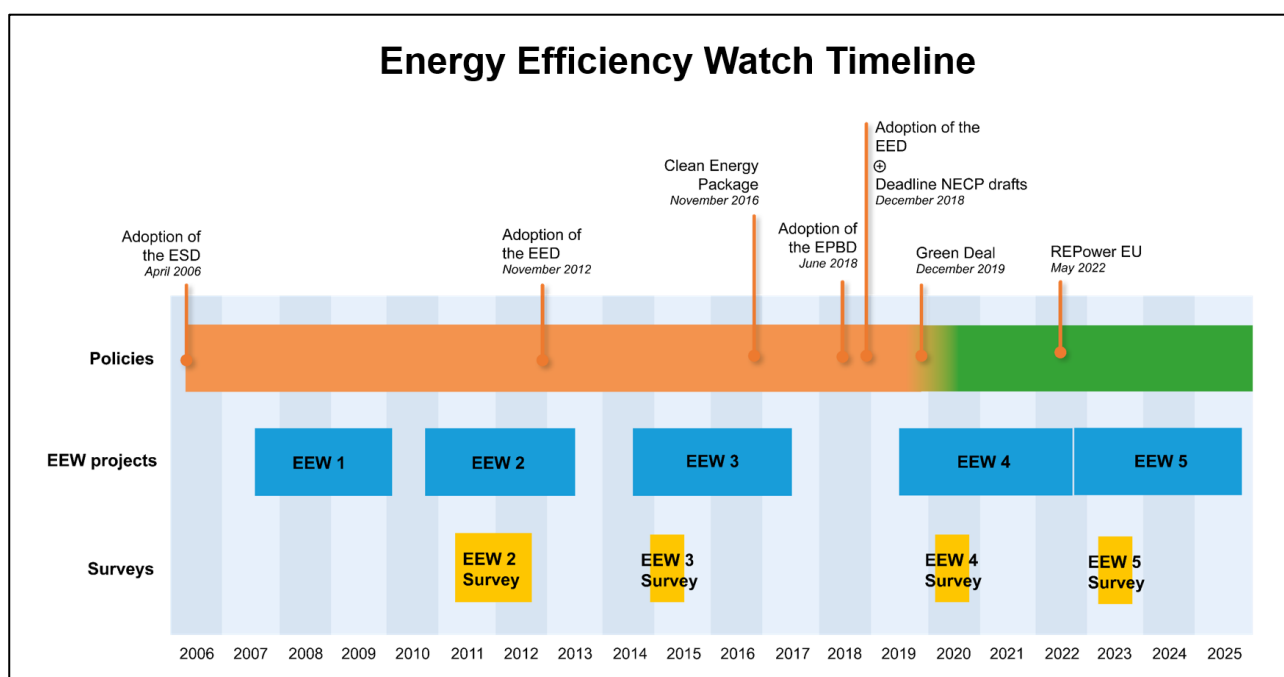 Energy Efficiency Watch Timeline
Adoption of
the ESD
April 2006
Adoption of
the EED
November 2012
Clean Energy
Package
November 2016
Adoption of
the EPBD
June 2018
Adoption of the
EED
⊕
Deadline NECP drafts
December 2018
Green Deal
December 2019
REPower EU
May 2022
Policies
EEW projects
EEW 1
EEW 2
EEW 3
EEW 4
EEW 5
Surveys
EEW 2
Survey
EEW 3
Survey
EEW 4
Survey
EEW 5
Survey
2006 2007 2008 2009 2010 2011 2012 2013 2014 2015 2016 2017 2018 2019 2020 2021 2022 2023 2024 2025